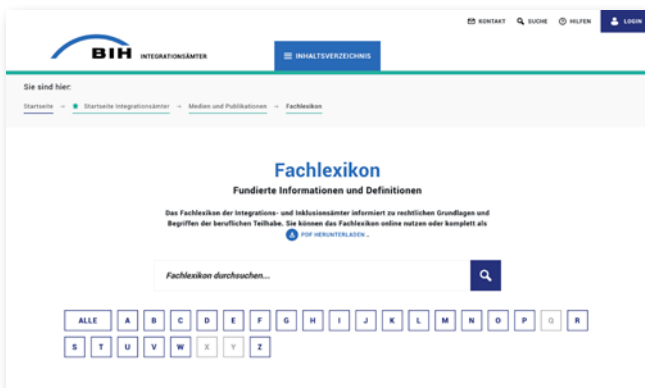 KONTAKT SUCHE HILFEN LOGIN
BIH INTEGRATIONSÄMTER
INHALTSVERZEICHNIS
Sie sind hier:
Startseite → Startseite Integrationsämter → Medien und Publikationen → Fachlexikon
Fachlexikon
Fundierte Informationen und Definitionen
Das Fachlexikon der Integrations- und Inklusionsämter informiert zu rechtlichen Grundlagen und
Begriffen der beruflichen Teilhabe. Sie können das Fachlexikon online nutzen oder komplett als
PDF HERUNTERLADEN .
Fachlexikon durchsuchen...
ALLE A B C D E F G H I J K L M N O P Q R
S T U V W X Y Z